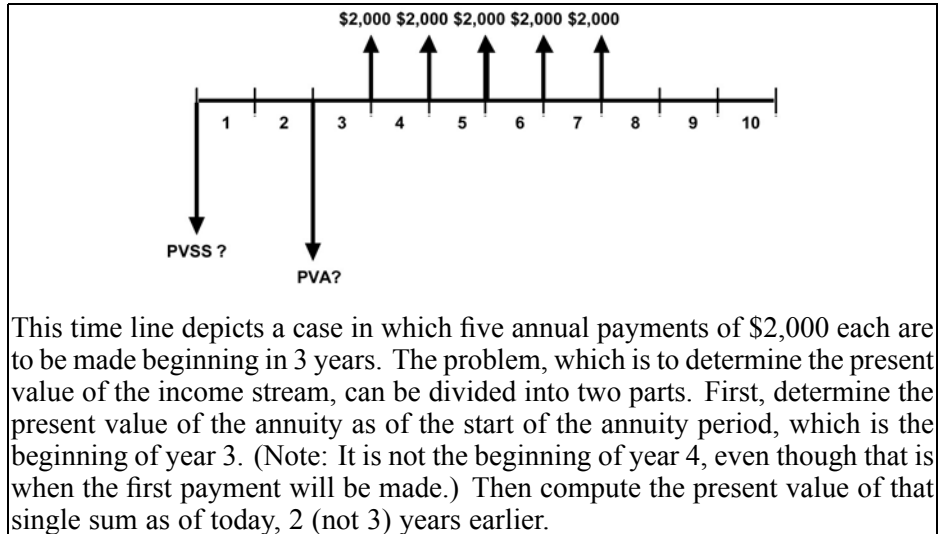 $2,000 $2,000 $2,000 $2,000 $2,000
1 2 3 4 5 6 7 8 9 10
PVSS ?
PVA?
This time line depicts a case in which five annual payments of $2,000 each are
to be made beginning in 3 years. The problem, which is to determine the present
value of the income stream, can be divided into two parts. First, determine the
present value of the annuity as of the start of the annuity period, which is the
beginning of year 3. (Note: It is not the beginning of year 4, even though that is
when the first payment will be made.) Then compute the present value of that
single sum as of today, 2 (not 3) years earlier.